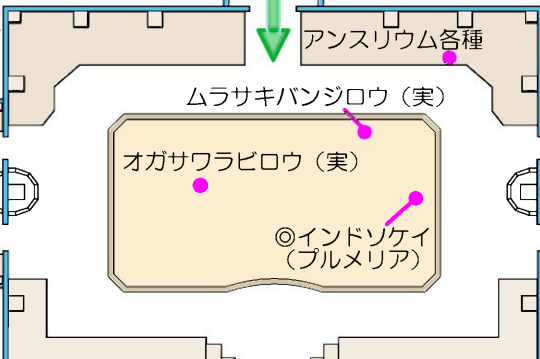 アンスリウム各種
ムラサキバンジロウ（実）
オガサワラビロウ（実）
◎インドソケイ
（プルメリア）